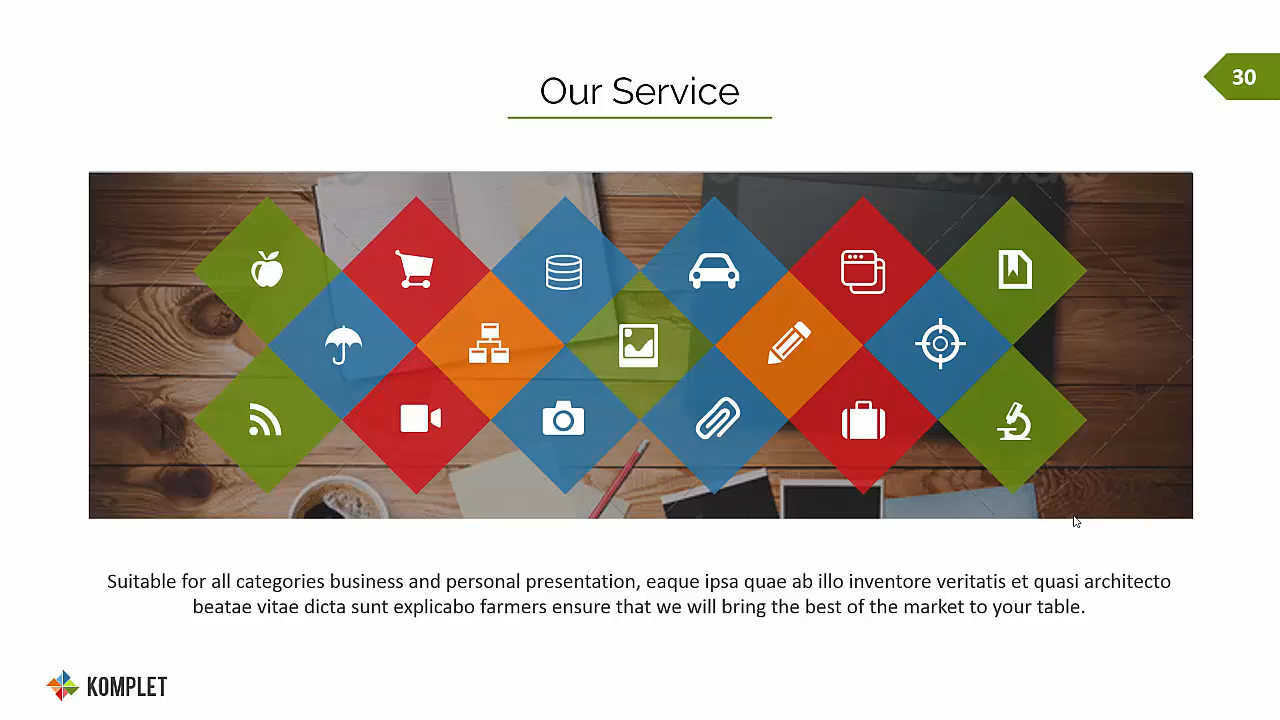 Our Service
30
Suitable for all categories business and personal presentation, eaque ipsa quae ab illo inventore veritatis et quasi architecto
beatae vitae dicta sunt explicabo farmers ensure that we will bring the best of the market to your table.
KOMPLET